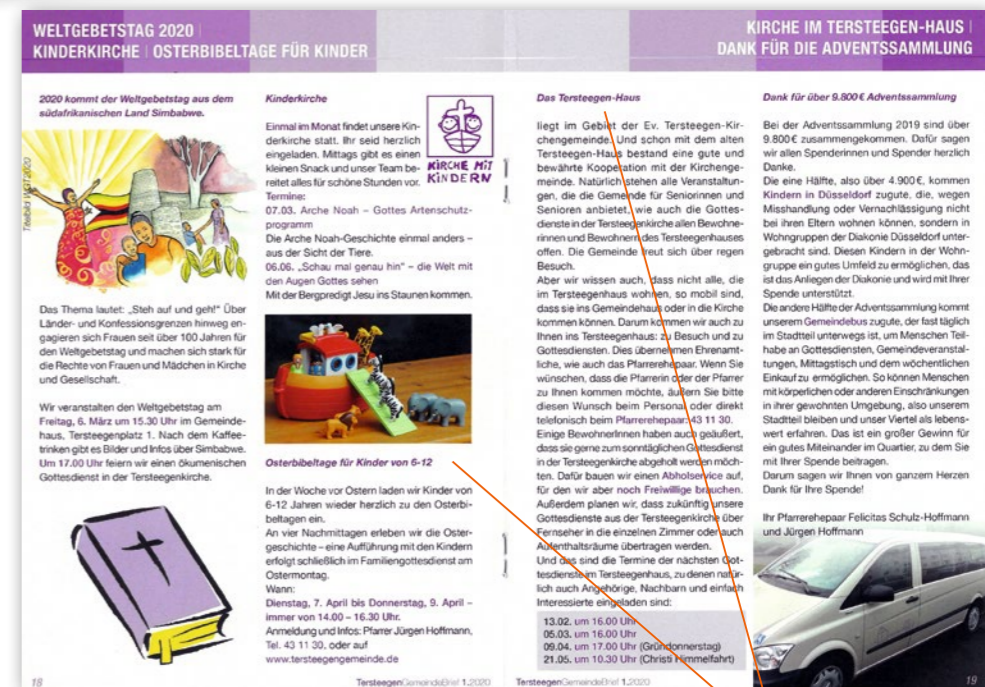 WELTGEBETSTAG 2020 |
KINDERKIRCHE | OSTERBIBELTAGE FÜR KINDER
2020 kommt der Weltgebetstag aus dem
südafrikanischen Land Simbabwe.
Titelbild WGT2020
Das Thema lautet: „Steh auf und geh!“ Über
Länder- und Konfessionsgrenzen hinweg en-
gagieren sich Frauen seit über 100 Jahren für
den Weltgebetstag und machen sich stark für
die Rechte von Frauen und Mädchen in Kirche
und Gesellschaft.
Wir veranstalten den Weltgebetstag am
Freitag, 6. März um 15.30 Uhr im Gemeinde-
haus, Tersteegenplatz 1. Nach dem Kaffee-
trinken gibt es Bilder und Infos über Simbabwe.
Um 17.00 Uhr feiern wir einen ökumenischen
Gottesdienst in der Tersteegenkirche.
18
Kinderkirche
Einmal im Monat findet unsere Kin-
derkirche statt. Ihr seid herzlich
eingeladen. Mittags gibt es einen
kleinen Snack und unser Team be-
reitet alles für schöne Stunden vor.
KIRCHE MIT
KINDERN
Termine:
07.03. Arche Noah – Gottes Artenschutz-
programm
Die Arche Noah-Geschichte einmal anders –
aus der Sicht der Tiere.
06.06. „Schau mal genau hin“ – die Welt mit
den Augen Gottes sehen
Mit der Bergpredigt Jesu ins Staunen kommen.
Osterbibeltage für Kinder von 6-12
In der Woche vor Ostern laden wir Kinder von
6-12 Jahren wieder herzlich zu den Osterbi-
beltagen ein.
An vier Nachmittagen erleben wir die Oster-
geschichte – eine Aufführung mit den Kindern
erfolgt schließlich im Familiengottesdienst am
Ostermontag.
Wann:
Dienstag, 7. April bis Donnerstag, 9. April –
immer von 14.00 – 16.30 Uhr.
Anmeldung und Infos: Pfarrer Jürgen Hoffmann,
Tel. 43 11 30, oder auf
www.tersteegengemeinde.de
TersteegenGemeindeBrief 1.2020
KIRCHE IM TERSTEEGEN-HAUS |
DANK FÜR DIE ADVENTSSAMMLUNG
Das Tersteegen-Haus
liegt im Gebiet der Ev. Tersteegen-Kir-
chengemeinde. Und schon mit dem alten
Tersteegen-Haus bestand eine gute und
bewährte Kooperation mit der Kirchenge-
meinde. Natürlich stehen alle Veranstaltun-
gen, die die Gemeinde für Seniorinnen und
Senioren anbietet, wie auch die Gottes-
dienste in der Tersteegenkirche allen Bewohne-
rinnen und Bewohnern des Tersteegenhauses
offen. Die Gemeinde freut sich über regen
Besuch.
Aber wir wissen auch, dass nicht alle, die
im Tersteegenhaus wohnen, so mobil sind,
dass sie ins Gemeindehaus oder in die Kirche
kommen können. Darum kommen wir auch zu
Ihnen ins Tersteegenhaus: zu Besuch und zu
Gottesdiensten. Dies übernehmen Ehrenamt-
liche, wie auch das Pfarrerehepaar. Wenn Sie
wünschen, dass die Pfarrerin oder der Pfarrer
zu Ihnen kommen möchte, äußern Sie bitte
diesen Wunsch beim Personal oder direkt
telefonisch beim Pfarrerehepaar: 43 11 30.
Einige BewohnerInnen haben auch geäußert,
dass sie gerne zum sonntäglichen Gottesdienst
in der Tersteegenkirche abgeholt werden möch-
ten. Dafür bauen wir einen Abholservice auf,
für den wir aber noch Freiwillige brauchen.
Außerdem planen wir, dass zukünftig unsere
Gottesdienste aus der Tersteegenkirche über
Fernseher in die einzelnen Zimmer oder auch
Aufenthaltsräume übertragen werden.
Und das sind die Termine der nächsten Got-
tesdienste im Tersteegenhaus, zu denen natür-
lich auch Angehörige, Nachbarn und einfach
Interessierte eingeladen sind:
13.02. um 16.00 Uhr
05.03. um 16.00 Uhr
09.04. um 17.00 Uhr (Gründonnerstag)
21.05. um 10.30 Uhr (Christi Himmelfahrt)
TersteegenGemeindeBrief 1.2020
Dank für über 9.800 € Adventssammlung
Bei der Adventssammlung 2019 sind über
9.800 € zusammengekommen. Dafür sagen
wir allen Spenderinnen und Spender herzlich
Danke.
Die eine Hälfte, also über 4.900 €, kommen
Kindern in Düsseldorf zugute, die, wegen
Misshandlung oder Vernachlässigung nicht
bei ihren Eltern wohnen können, sondern in
Wohngruppen der Diakonie Düsseldorf unter-
gebracht sind. Diesen Kindern in der Wohn-
gruppe ein gutes Umfeld zu ermöglichen, das
ist das Anliegen der Diakonie und wird mit Ihrer
Spende unterstützt.
Die andere Hälfte der Adventssammlung kommt
unserem Gemeindebus zugute, der fast täglich
im Stadtteil unterwegs ist, um Menschen Teil-
habe an Gottesdiensten, Gemeindeveranstal-
tungen, Mittagstisch und dem wöchentlichen
Einkauf zu ermöglichen. So können Menschen
mit körperlichen oder anderen Einschränkungen
in ihrer gewohnten Umgebung, also unserem
Stadtteil bleiben und unser Viertel als lebens-
wert erfahren. Das ist ein großer Gewinn für
ein gutes Miteinander im Quartier, zu dem Sie
mit Ihrer Spende beitragen.
Darum sagen wir Ihnen von ganzem Herzen
Dank für Ihre Spende!
Ihr Pfarrerehepaar Felicitas Schulz-Hoffmann
und Jürgen Hoffmann
19